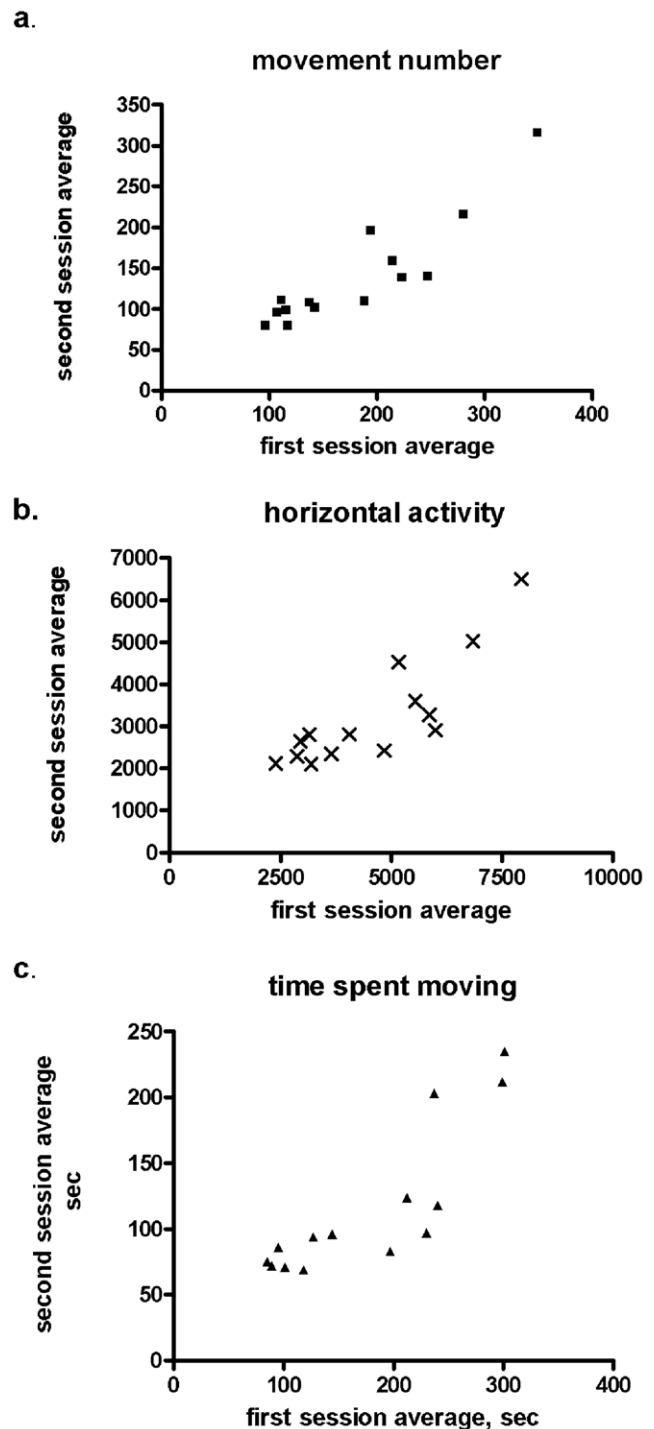 a.
movement number
350
300
250
200
150
100
50
0
0 100 200 300 400
second session average
first session average
b.
horizontal activity
7000
6000
5000
4000
3000
2000
1000
0
0 2500 5000 7500 10000
second session average
first session average
c.
time spent moving
250
200
150
100
50
0
0 100 200 300 400
second session average
sec
first session average, sec